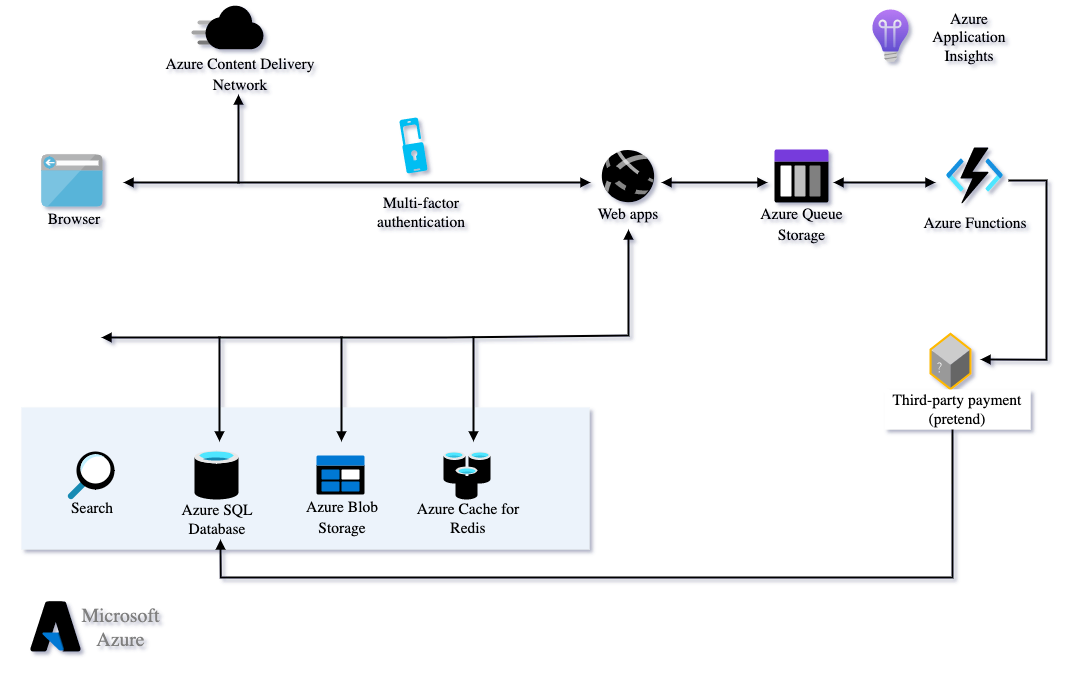 Azure Content Delivery
Network
Azure
Application
Insights
Multi-factor
authentication
Browser
Web apps
Azure Queue
Storage
Azure Functions
?
Third-party payment
(pretend)
Search
Azure SQL
Database
Azure Blob
Storage
Azure Cache for
Redis
Microsoft
Azure